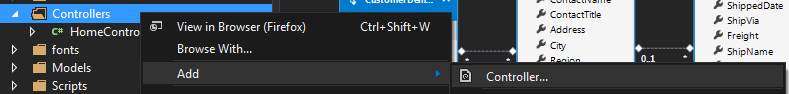 Controllers
C# HomeContro
fonts
Models
Scripts
View in Browser (Firefox) Ctrl+Shift+W
Browse With...
Add
Controller...
ContactTitle
Address
City
Region
0..1
ShippedDate
ShipVia
Freight
ShipName